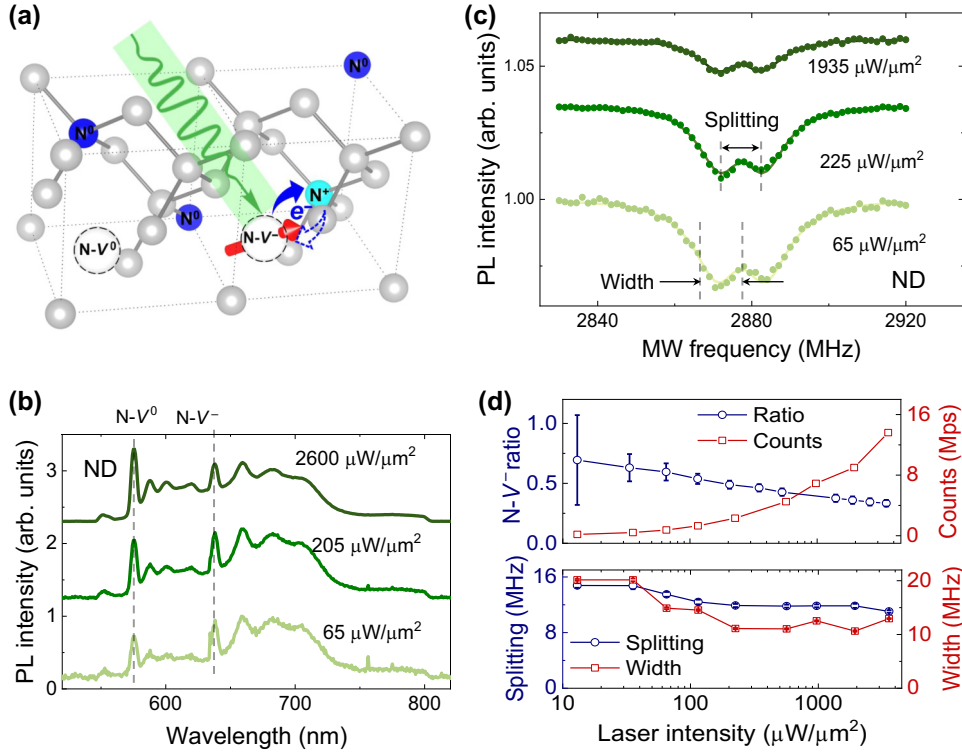 (a)
N⁰
N⁰
N⁺
e⁻
N⁰
N-V⁰
N-V⁻
(b)
N-V⁰
N-V⁻
ND
2600 μW/μm²
205 μW/μm²
65 μW/μm²
PL intensity (arb. units)
3
2
1
0
600
700
800
Wavelength (nm)
(c)
PL intensity (arb. units)
1.05
1.00
1935 μW/μm²
Splitting
225 μW/μm²
65 μW/μm²
Width
ND
2840
2880
2920
MW frequency (MHz)
(d)
N-V⁻ratio
1.0
0.5
0.0
Ratio
Counts
16
8
0
Counts (Mps)
Splitting (MHz)
16
12
8
4
0
Splitting
Width
20
10
0
Width (MHz)
10
100
1000
Laser intensity (μW/μm²)